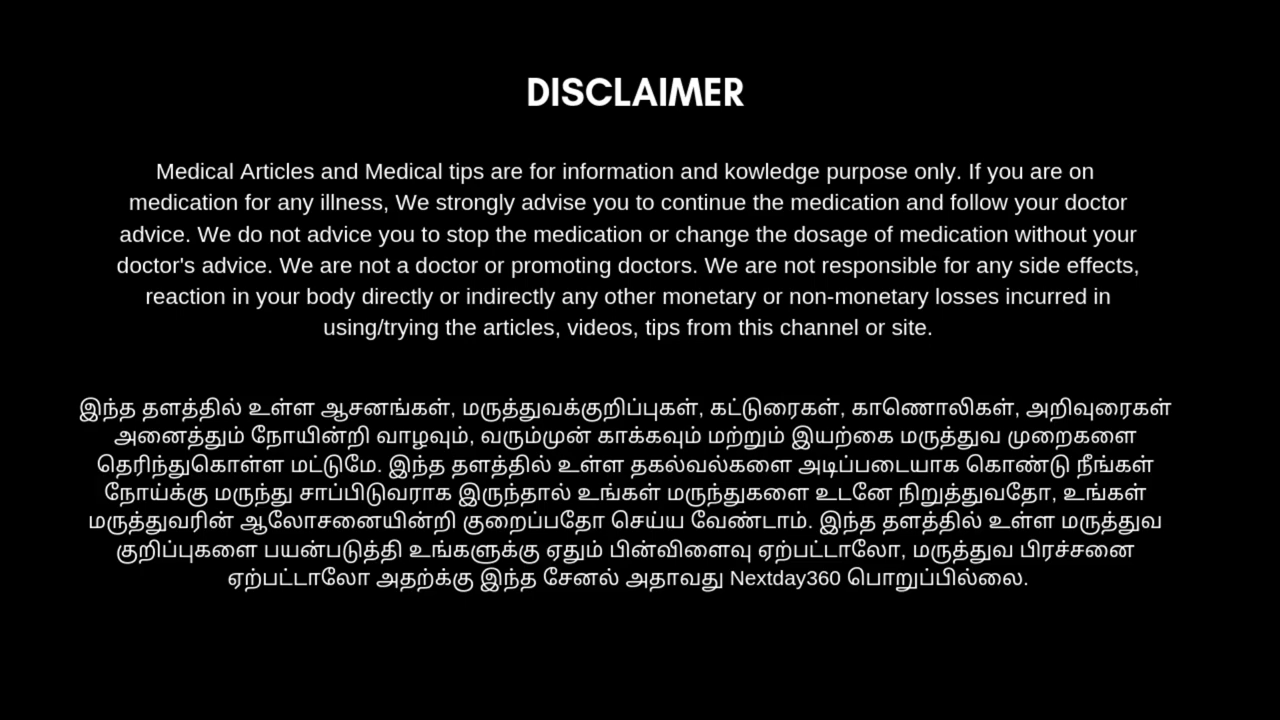 DISCLAIMER
Medical Articles and Medical tips are for information and kowledge purpose only. If you are on
medication for any illness, We strongly advise you to continue the medication and follow your doctor
advice. We do not advice you to stop the medication or change the dosage of medication without your
doctor's advice. We are not a doctor or promoting doctors. We are not responsible for any side effects,
reaction in your body directly or indirectly any other monetary or non-monetary losses incurred in
using/trying the articles, videos, tips from this channel or site.
இந்த தளத்தில் உள்ள ஆசனங்கள், மருத்துவக்குறிப்புகள், கட்டுரைகள், காணொலிகள், அறிவுரைகள்
அனைத்தும் நோயின்றி வாழவும், வரும்முன் காக்கவும் மற்றும் இயற்கை மருத்துவ முறைகளை
தெரிந்துகொள்ள மட்டுமே. இந்த தளத்தில் உள்ள தகல்வல்களை அடிப்படையாக கொண்டு நீங்கள்
நோய்க்கு மருந்து சாப்பிடுவராக இருந்தால் உங்கள் மருந்துகளை உடனே நிறுத்துவதோ, உங்கள்
மருத்துவரின் ஆலோசனையின்றி குறைப்பதோ செய்ய வேண்டாம். இந்த தளத்தில் உள்ள மருத்துவ
குறிப்புகளை பயன்படுத்தி உங்களுக்கு ஏதும் பின்விளைவு ஏற்பட்டாலோ, மருத்துவ பிரச்சனை
ஏற்பட்டாலோ அதற்க்கு இந்த சேனல் அதாவது Nextday360 பொறுப்பில்லை.